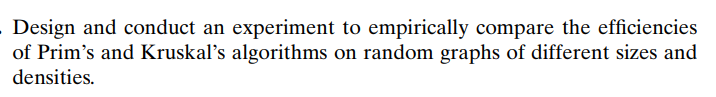 Design and conduct an experiment to empirically compare the efficiencies
of Prim's and Kruskal's algorithms on random graphs of different sizes and
densities.